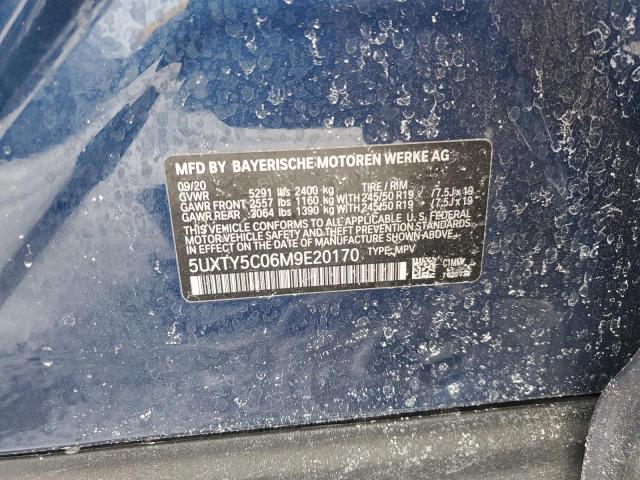 MFD BY BAYERISCHE MOTOREN WERKE AG
09/20 TIRE / RIM
GVWR 5291 lbs 2400 kg
GAWR FRONT 2557 lbs 1160 kg 245/50 R19 / 7.5J x 19
GAWR REAR 3064 lbs 1390 kg 245/50 R19 / 7.5J x 19
THIS VEHICLE CONFORMS TO ALL APPLICABLE U.S. FEDERAL
MOTOR VEHICLE SAFETY AND THEFT PREVENTION STANDARDS
IN EFFECT ON THE DATE OF MANUFACTURE SHOWN ABOVE.
5UXTY5C06M9E20170 TYPE: MPV